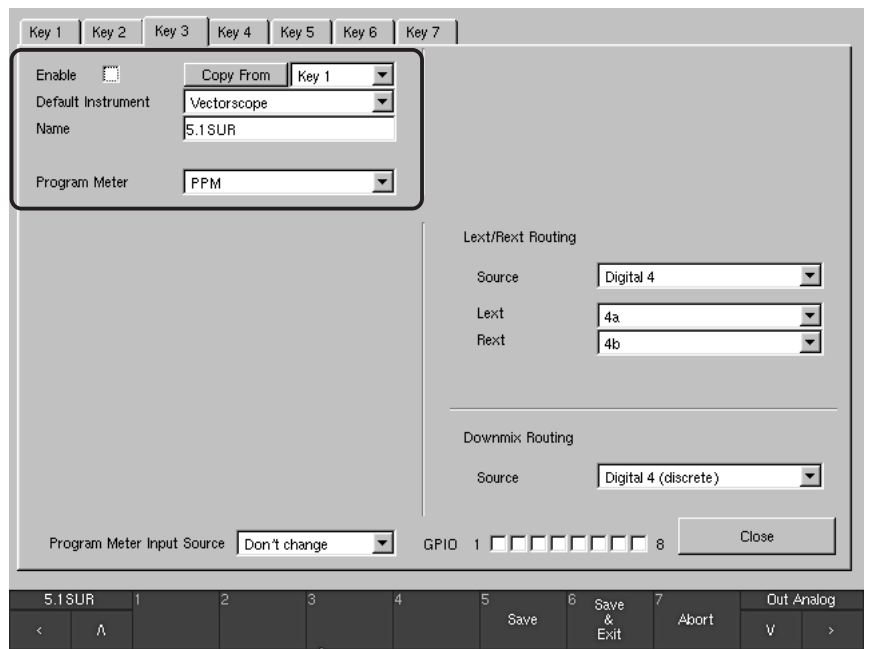 Key 1 Key 2 Key 3 Key 4 Key 5 Key 6 Key 7
Enable Copy From Key 1
Default Instrument Vectorscope
Name 5.1SUR
Program Meter PPM
Lext/Rext Routing
Source Digital 4
Lext 4a
Rext 4b
Downmix Routing
Source Digital 4 (discrete)
Program Meter Input Source Don't change GPIO 1 8 Close
5.1SUR 1 2 3 4 5 Save 6 Save & Exit 7 Abort Out Analog
< Λ V >